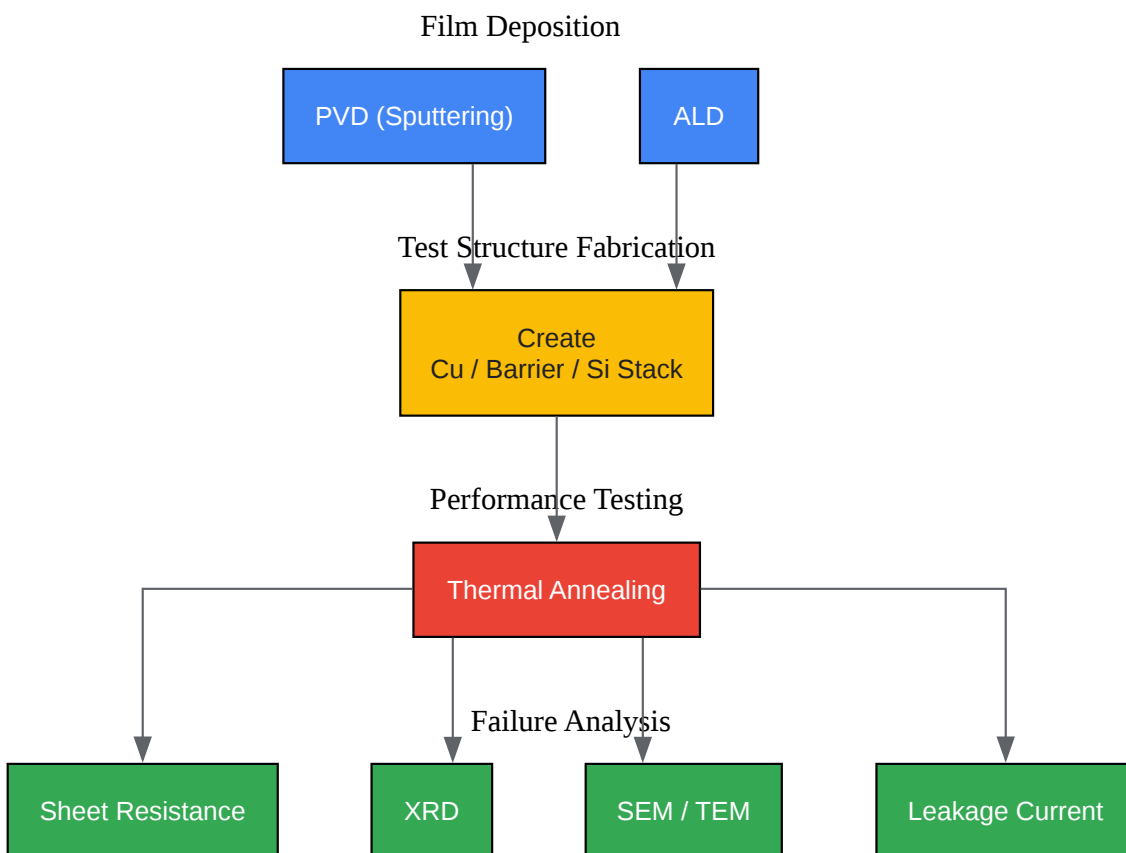 Film Deposition
PVD (Sputtering)
ALD
Test Structure Fabrication
Create
Cu / Barrier / Si Stack
Performance Testing
Thermal Annealing
Failure Analysis
Sheet Resistance
XRD
SEM / TEM
Leakage Current